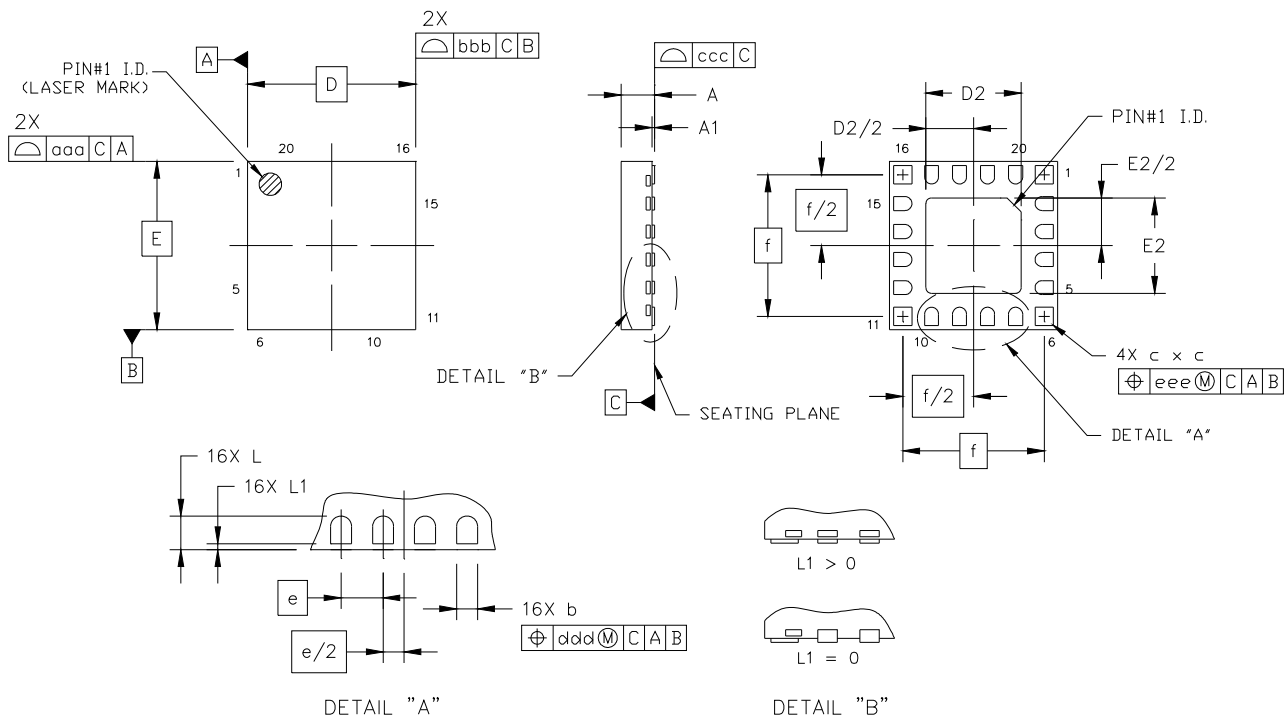 2X
bbb C B
A
PIN#1 I.D.
(LASER MARK)
D
2X
aaa C A
20
16
1
15
E
5
11
6
10
B
ccc C
A
A1
DETAIL "B"
C
SEATING PLANE
D2
D2/2
PIN#1 I.D.
16
20
1
E2/2
f/2
15
f
E2
5
11
10
6
4X c x c
⌖ eee Ⓜ C A B
f/2
DETAIL "A"
f
16X L
16X L1
e
16X b
⌖ ddd Ⓜ C A B
e/2
DETAIL "A"
L1 > 0
L1 = 0
DETAIL "B"